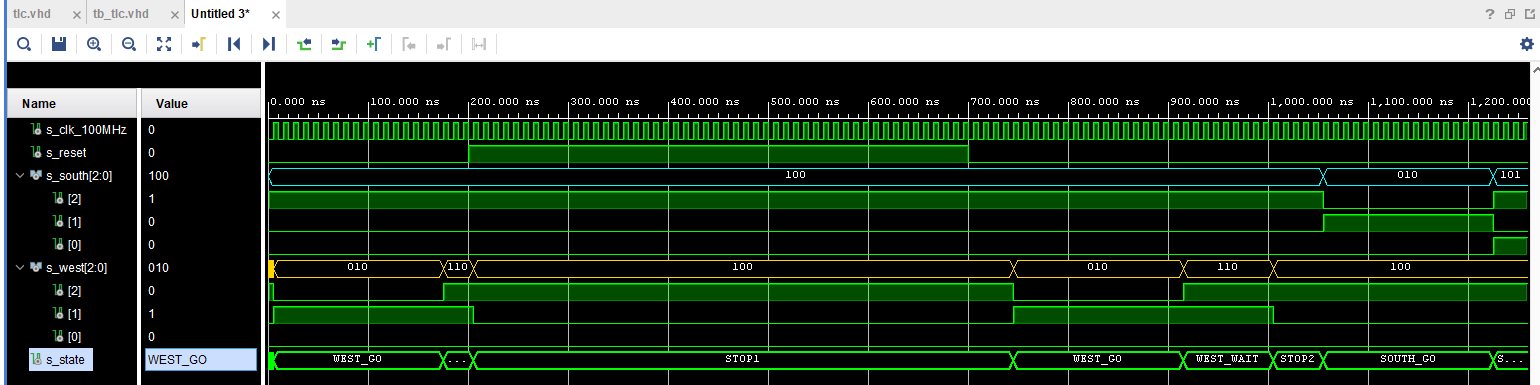 tlc.vhd × tb_tlc.vhd × Untitled 3* ×
?
Name Value
0.000 ns 100.000 ns 200.000 ns 300.000 ns 400.000 ns 500.000 ns 600.000 ns 700.000 ns 800.000 ns 900.000 ns 1,000.000 ns 1,100.000 ns 1,200.000
s_clk_100MHz 0
s_reset 0
s_south[2:0] 100 100 010 101
[2] 1
[1] 0
[0] 0
s_west[2:0] 010 010 110 100 010 110 100
[2] 0
[1] 1
[0] 0
s_state WEST_GO WEST_GO ... STOP1 WEST_GO WEST_WAIT STOP2 SOUTH_GO S...